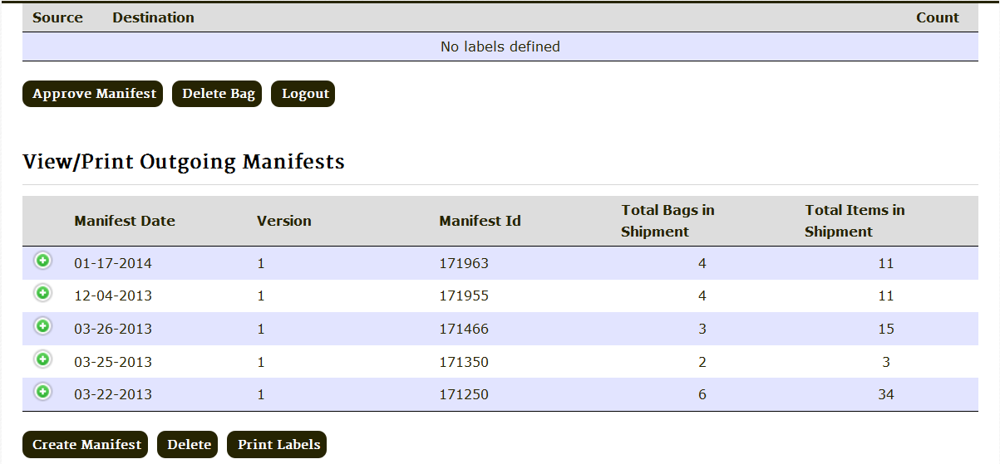 Source Destination Count
No labels defined
Approve Manifest Delete Bag Logout
View/Print Outgoing Manifests
Manifest Date Version Manifest Id Total Bags in Shipment Total Items in Shipment
01-17-2014 1 171963 4 11
12-04-2013 1 171955 4 11
03-26-2013 1 171466 3 15
03-25-2013 1 171350 2 3
03-22-2013 1 171250 6 34
Create Manifest Delete Print Labels